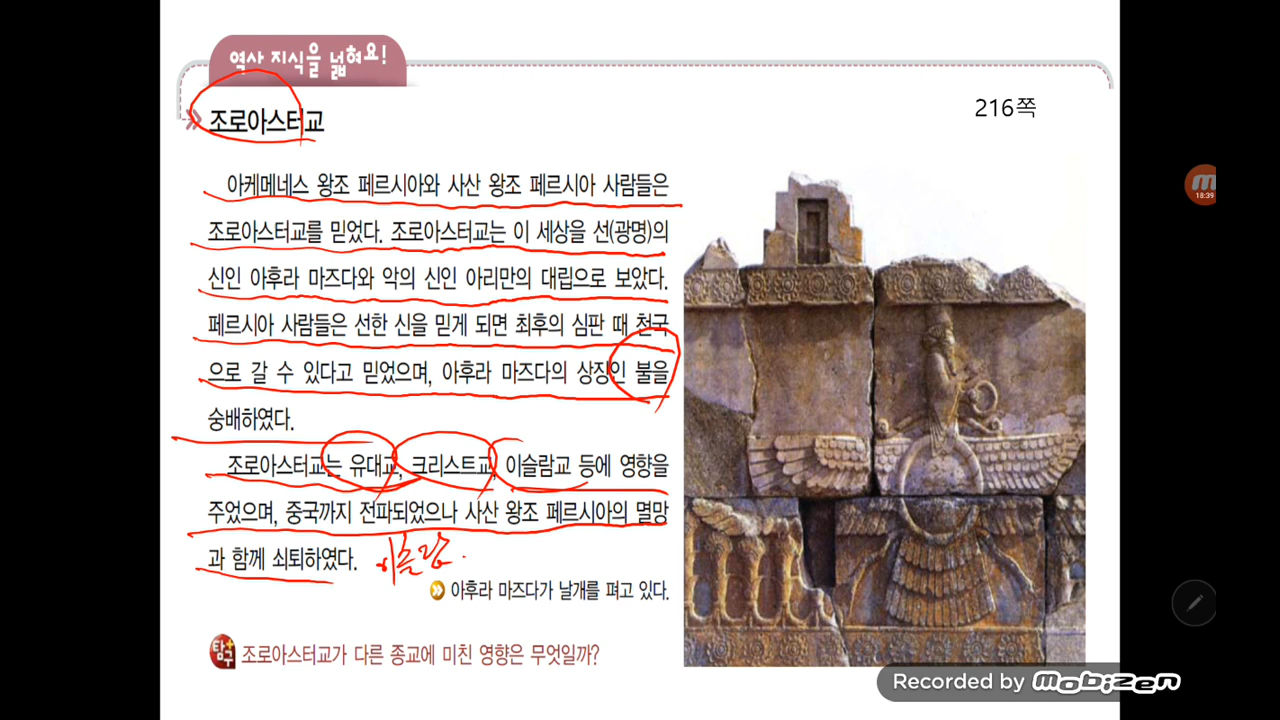 역사 지식을 넓혀요!
216쪽
조로아스터교
아케메네스 왕조 페르시아와 사산 왕조 페르시아 사람들은
조로아스터교를 믿었다. 조로아스터교는 이 세상을 선(광명)의
신인 아후라 마즈다와 악의 신인 아리만의 대립으로 보았다.
페르시아 사람들은 선한 신을 믿게 되면 최후의 심판 때 천국
으로 갈 수 있다고 믿었으며, 아후라 마즈다의 상징인 불을
숭배하였다.
조로아스터교는 유대교, 크리스트교, 이슬람교 등에 영향을
주었으며, 중국까지 전파되었으나 사산 왕조 페르시아의 멸망
과 함께 쇠퇴하였다.
이슬람.
아후라 마즈다가 날개를 펴고 있다.
탐구 조로아스터교가 다른 종교에 미친 영향은 무엇일까?
18:39
Recorded by mobizen